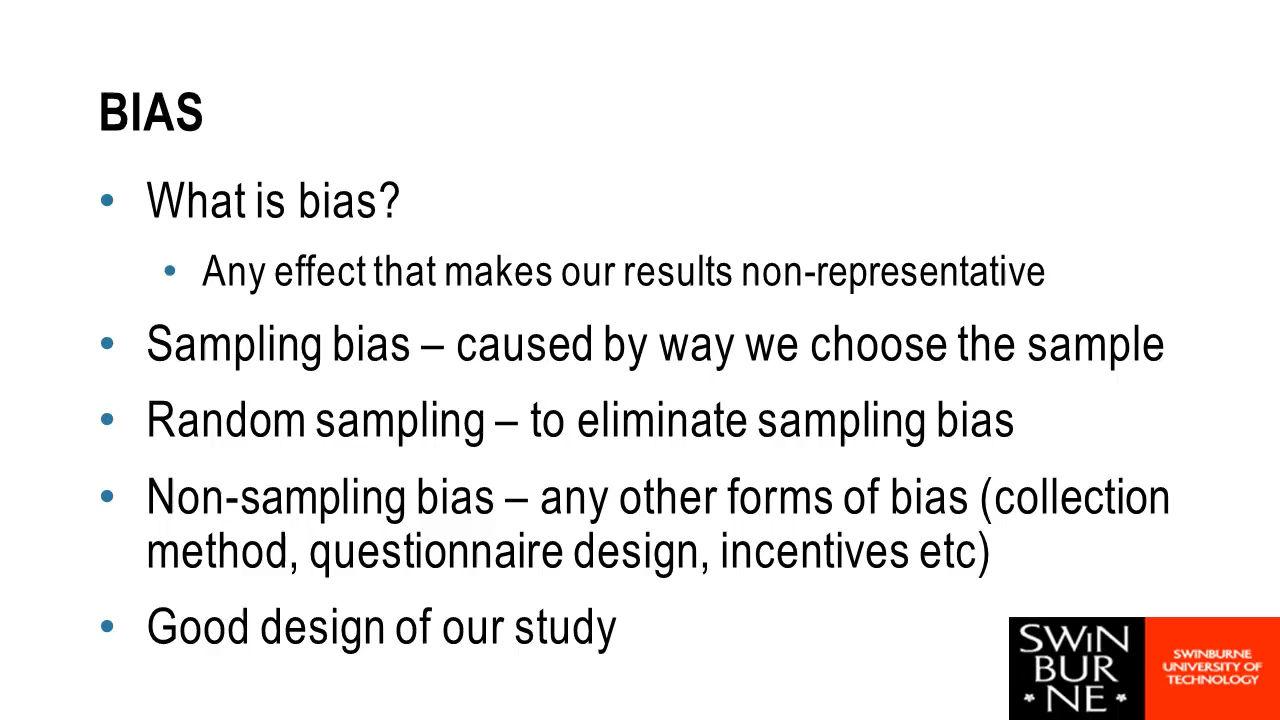 BIAS
• What is bias?
• Any effect that makes our results non-representative
• Sampling bias – caused by way we choose the sample
• Random sampling – to eliminate sampling bias
• Non-sampling bias – any other forms of bias (collection
method, questionnaire design, incentives etc)
• Good design of our study
SWiN
BUR
* NE *
SWINBURNE
UNIVERSITY OF
TECHNOLOGY